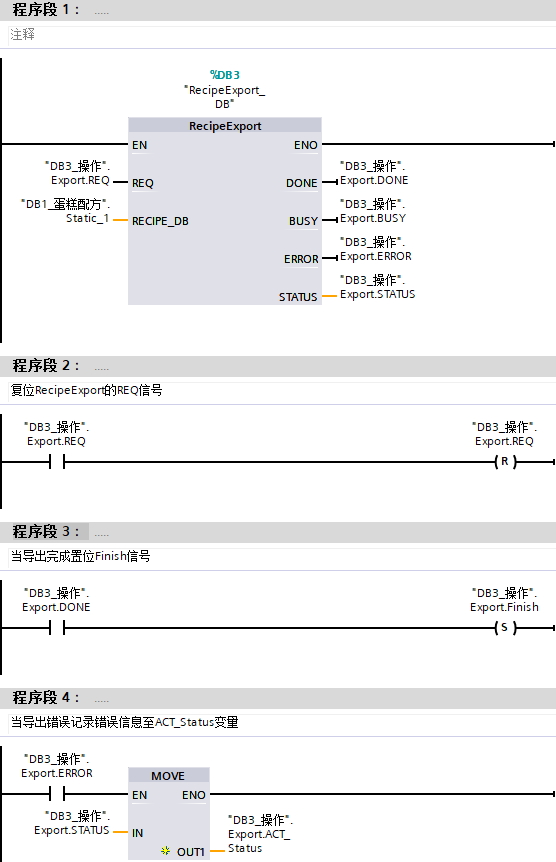 程序段 1： .....
注释
%DB3
"RecipeExport_
DB"
RecipeExport
EN ENO
"DB3_操作".
Export.REQ
REQ
DONE
"DB3_操作".
Export.DONE
"DB1_蛋糕配方".
Static_1
RECIPE_DB
BUSY
"DB3_操作".
Export.BUSY
ERROR
"DB3_操作".
Export.ERROR
STATUS
"DB3_操作".
Export.STATUS
程序段 2： .....
复位RecipeExport的REQ信号
"DB3_操作".
Export.REQ
"DB3_操作".
Export.REQ
R
程序段 3： .....
当导出完成置位Finish信号
"DB3_操作".
Export.DONE
"DB3_操作".
Export.Finish
S
程序段 4： .....
当导出错误记录错误信息至ACT_Status变量
"DB3_操作".
Export.ERROR
MOVE
EN ENO
"DB3_操作".
Export.STATUS
IN
OUT1
"DB3_操作".
Export.ACT_
Status